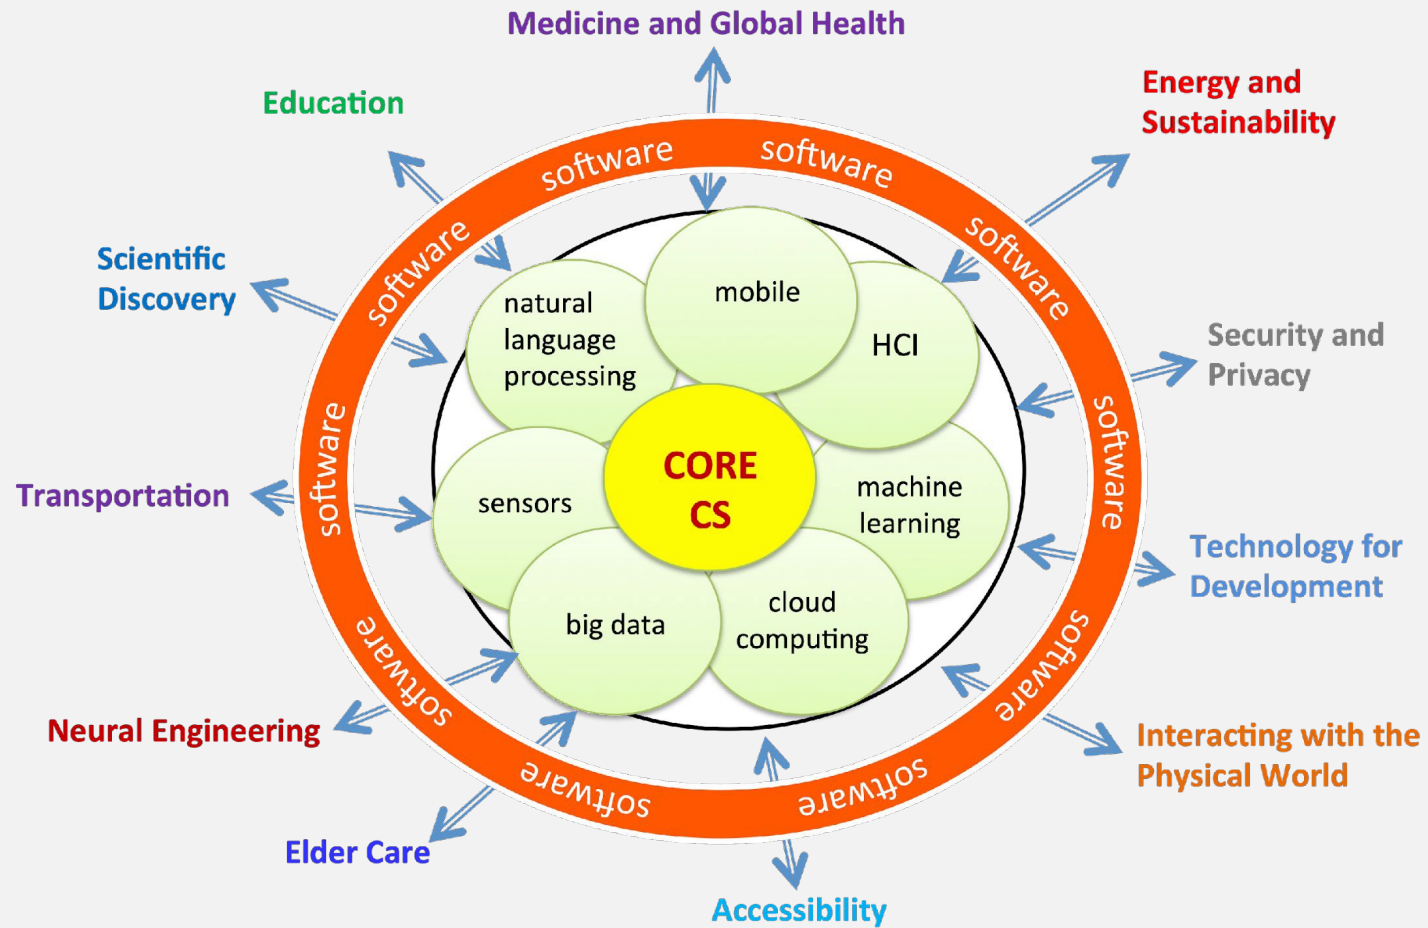 Medicine and Global Health
Education
Energy and
Sustainability
Scientific
Discovery
Security and
Privacy
Transportation
Technology for
Development
Neural Engineering
Interacting with the
Physical World
Elder Care
Accessibility
software
software
software
software
software
software
software
software
software
software
natural
language
processing
mobile
HCI
sensors
CORE
CS
machine
learning
big data
cloud
computing